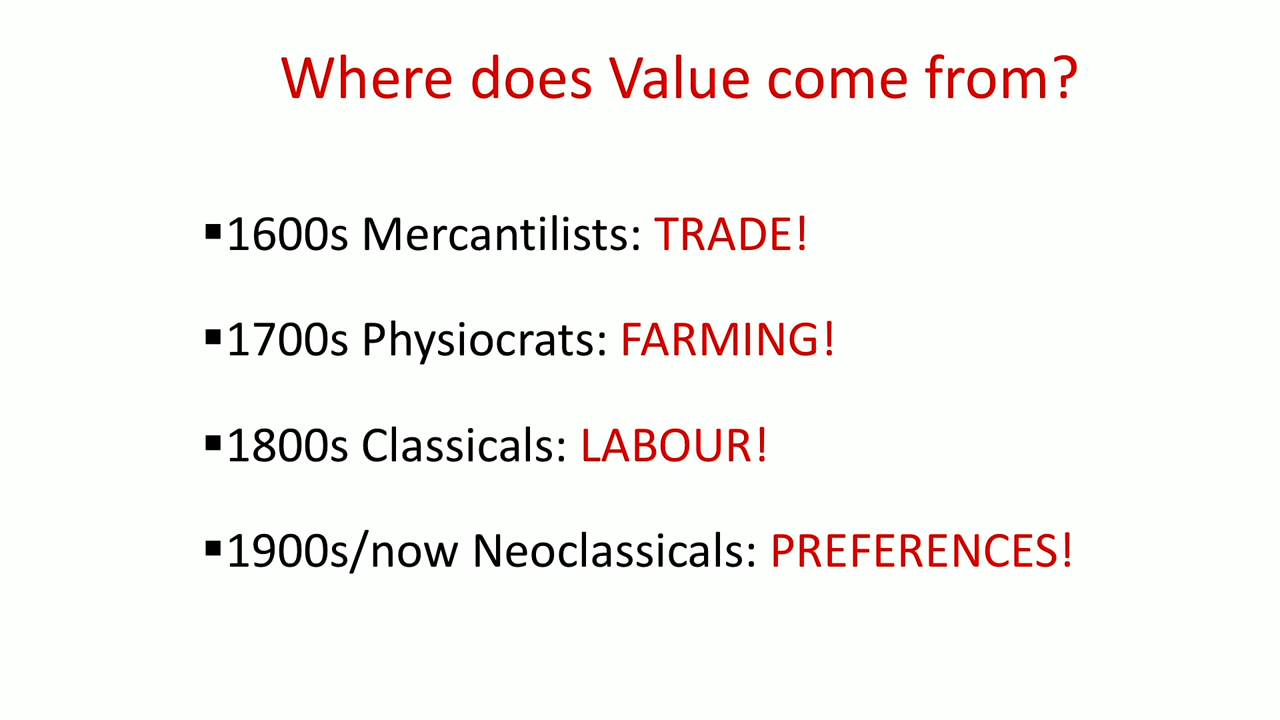 Where does Value come from?
▪1600s Mercantilists: TRADE!
▪1700s Physiocrats: FARMING!
▪1800s Classicals: LABOUR!
▪1900s/now Neoclassicals: PREFERENCES!